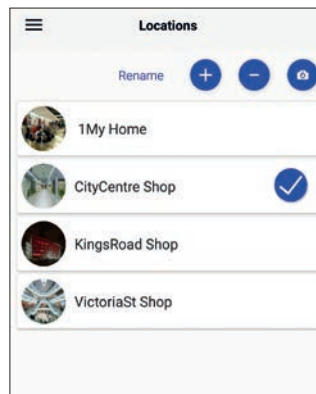 Locations
Rename
1My Home
CityCentre Shop
KingsRoad Shop
VictoriaSt Shop